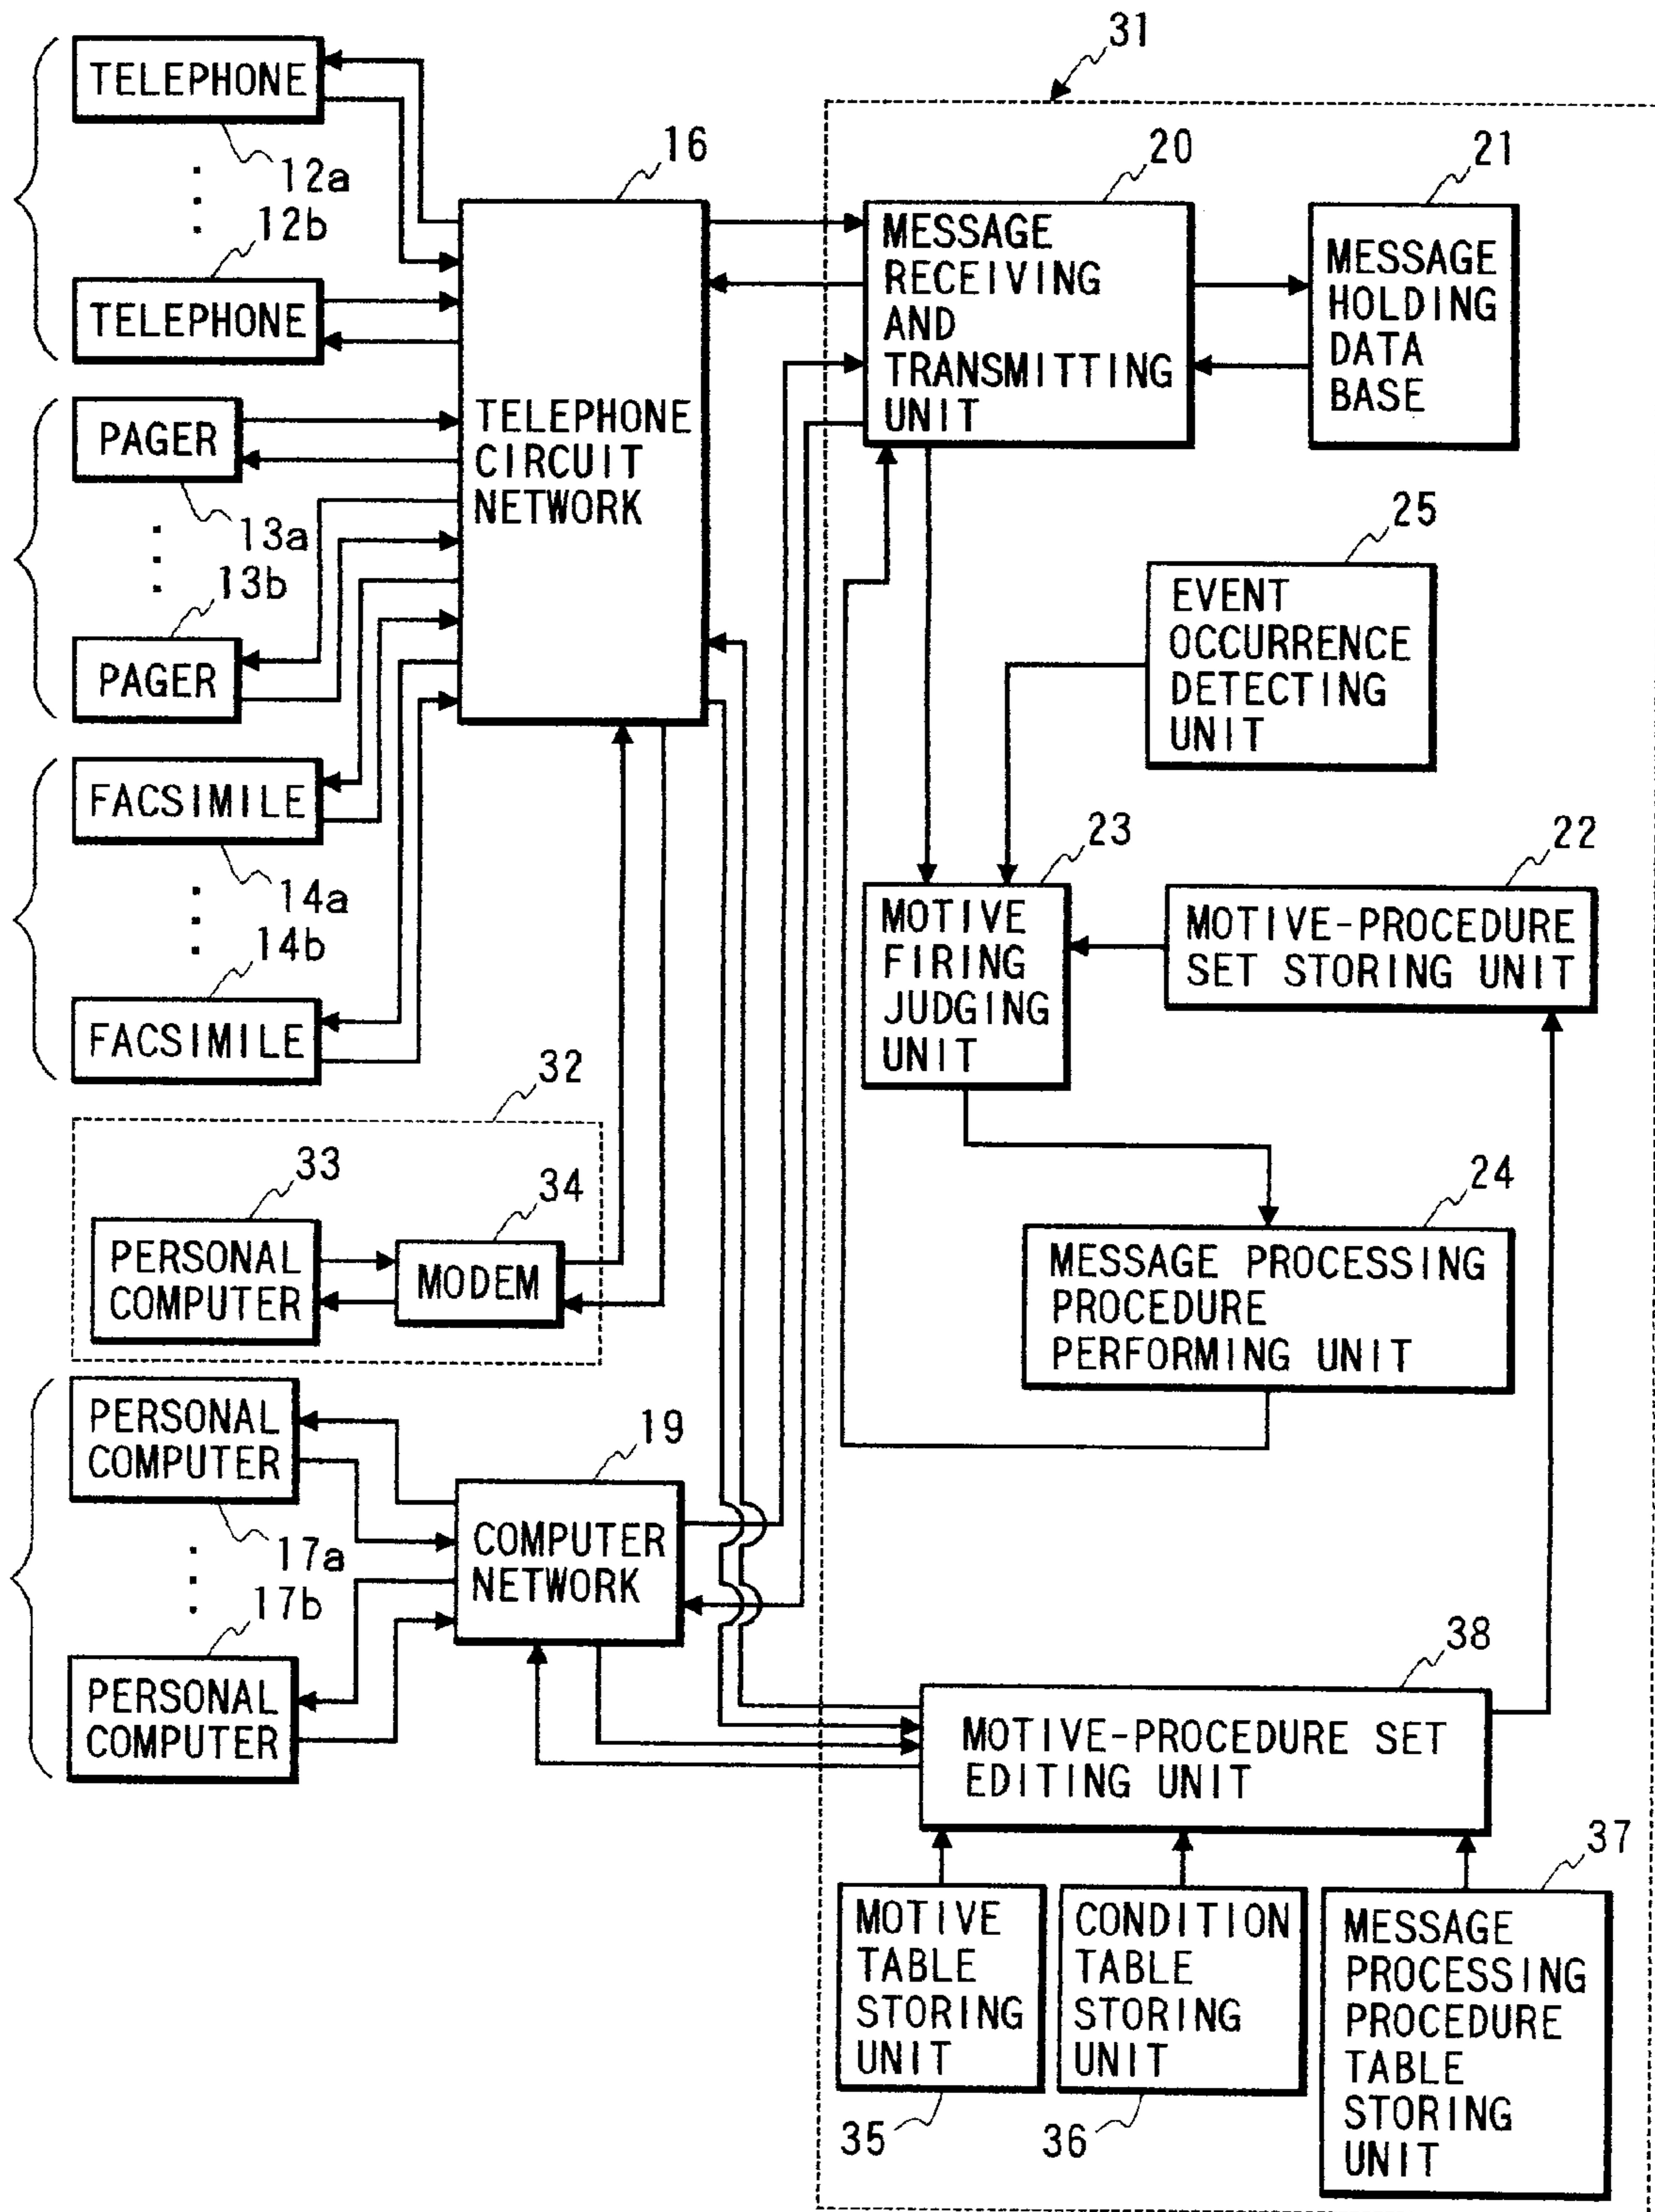 31
TELEPHONE
12a
12b
TELEPHONE
16
TELEPHONE
CIRCUIT
NETWORK
20
MESSAGE
RECEIVING
AND
TRANSMITTING
UNIT
21
MESSAGE
HOLDING
DATA
BASE
PAGER
13a
13b
PAGER
25
EVENT
OCCURRENCE
DETECTING
UNIT
FACSIMILE
14a
14b
FACSIMILE
23
MOTIVE
FIRING
JUDGING
UNIT
22
MOTIVE-PROCEDURE
SET STORING UNIT
32
33
PERSONAL
COMPUTER
34
MODEM
24
MESSAGE PROCESSING
PROCEDURE
PERFORMING UNIT
PERSONAL
COMPUTER
17a
17b
PERSONAL
COMPUTER
19
COMPUTER
NETWORK
38
MOTIVE-PROCEDURE SET
EDITING UNIT
MOTIVE
TABLE
STORING
UNIT
35
CONDITION
TABLE
STORING
UNIT
36
37
MESSAGE
PROCESSING
PROCEDURE
TABLE
STORING
UNIT